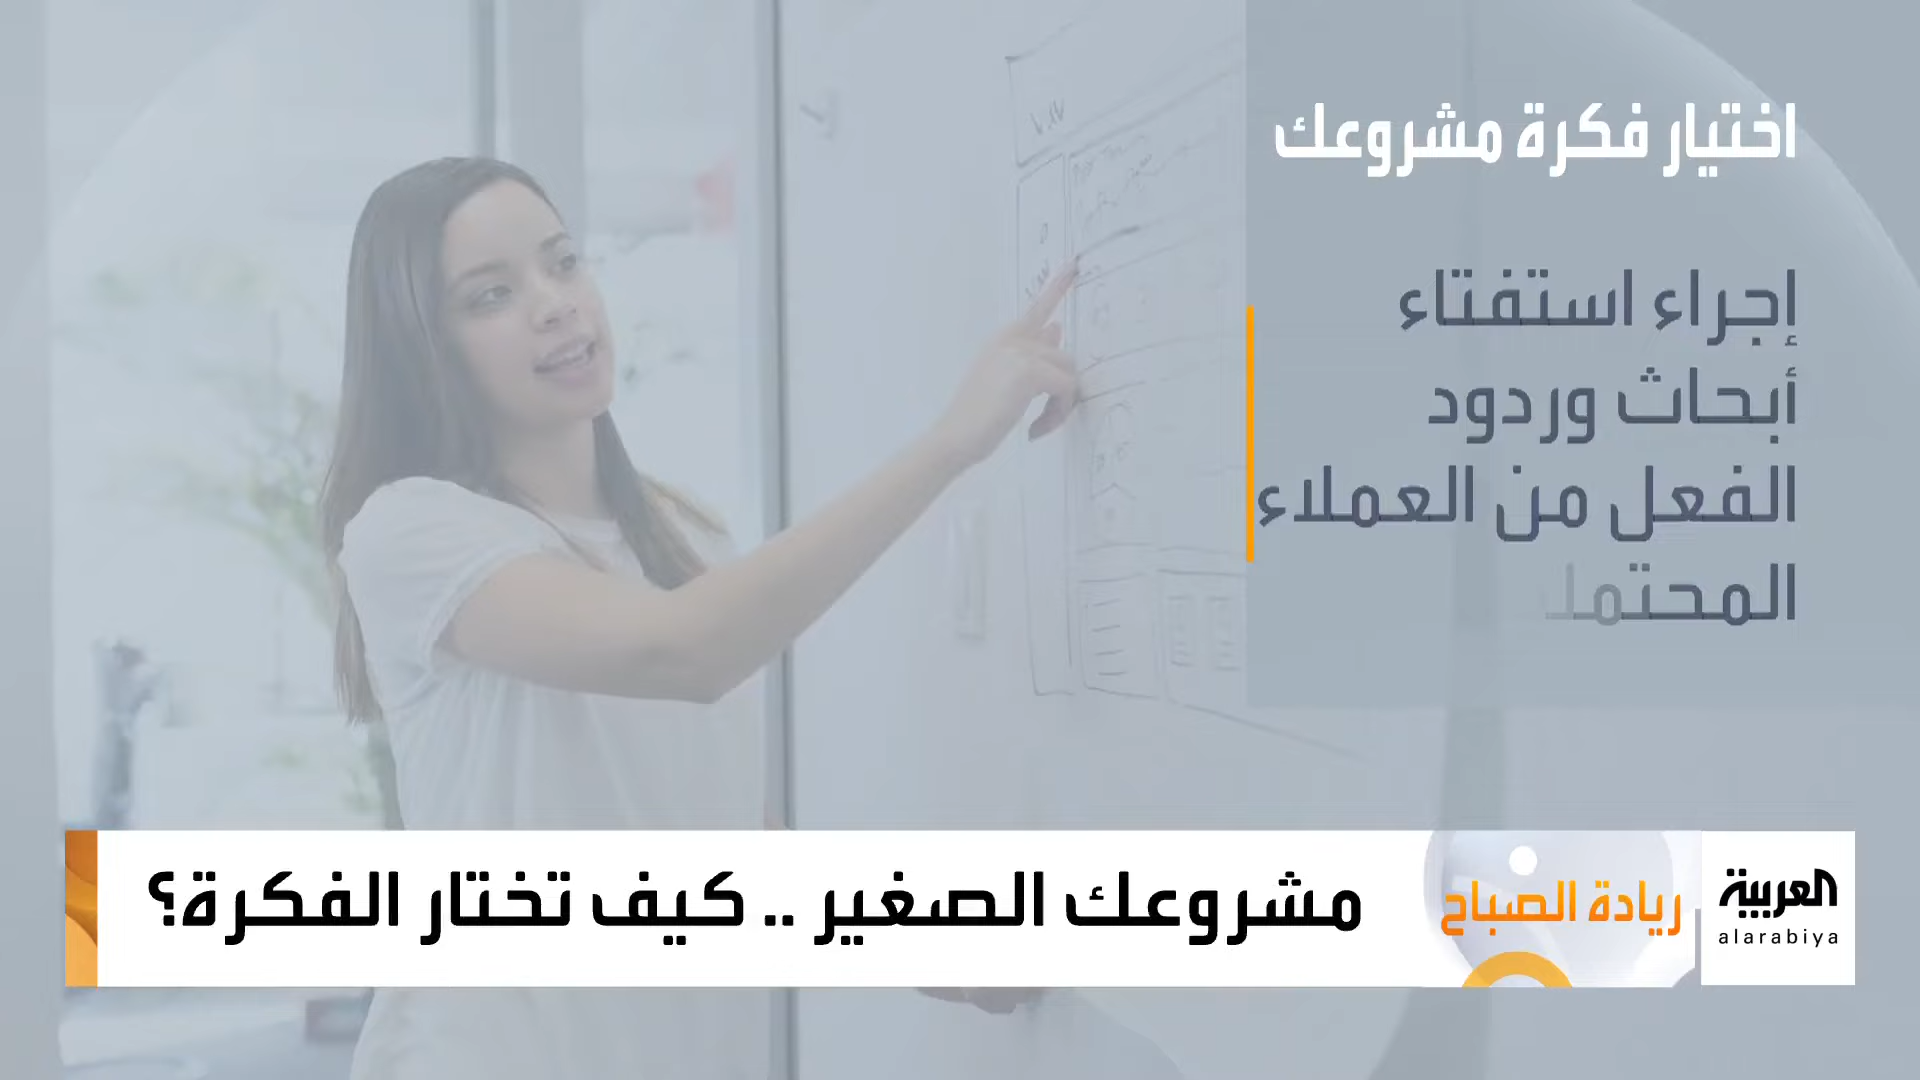 اختيار فكرة مشروعك
إجراء استفتاء
أبحاث وردود
الفعل من العملاء
المحتمل
مشروعك الصغير .. كيف تختار الفكرة؟
ريادة الصباح
العربية
alarabiya